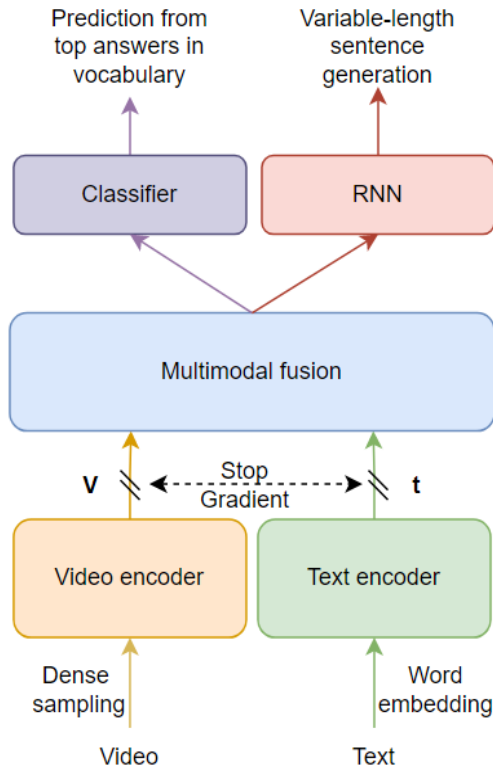 Prediction from
top answers in
vocabulary
Variable-length
sentence
generation
Classifier
RNN
Multimodal fusion
V
Stop
Gradient
t
Video encoder
Text encoder
Dense
sampling
Word
embedding
Video
Text